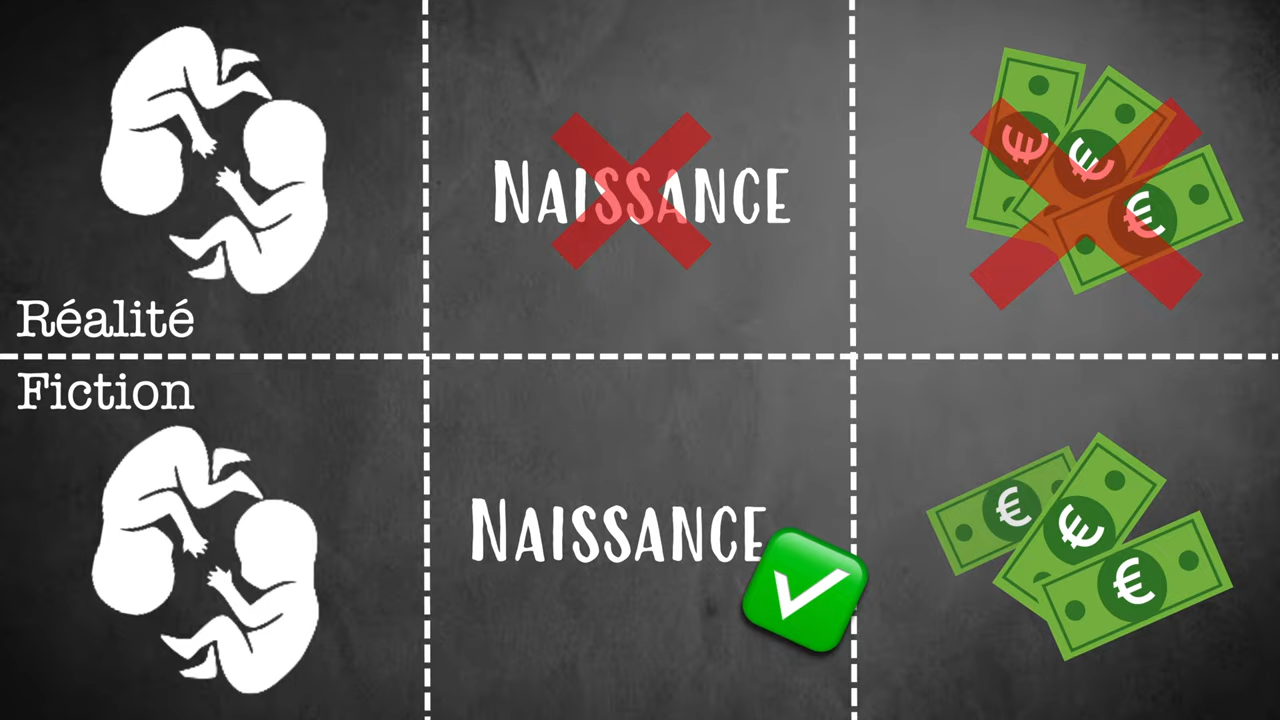 Naissance
€ € €
Réalité
Fiction
Naissance
€ € €